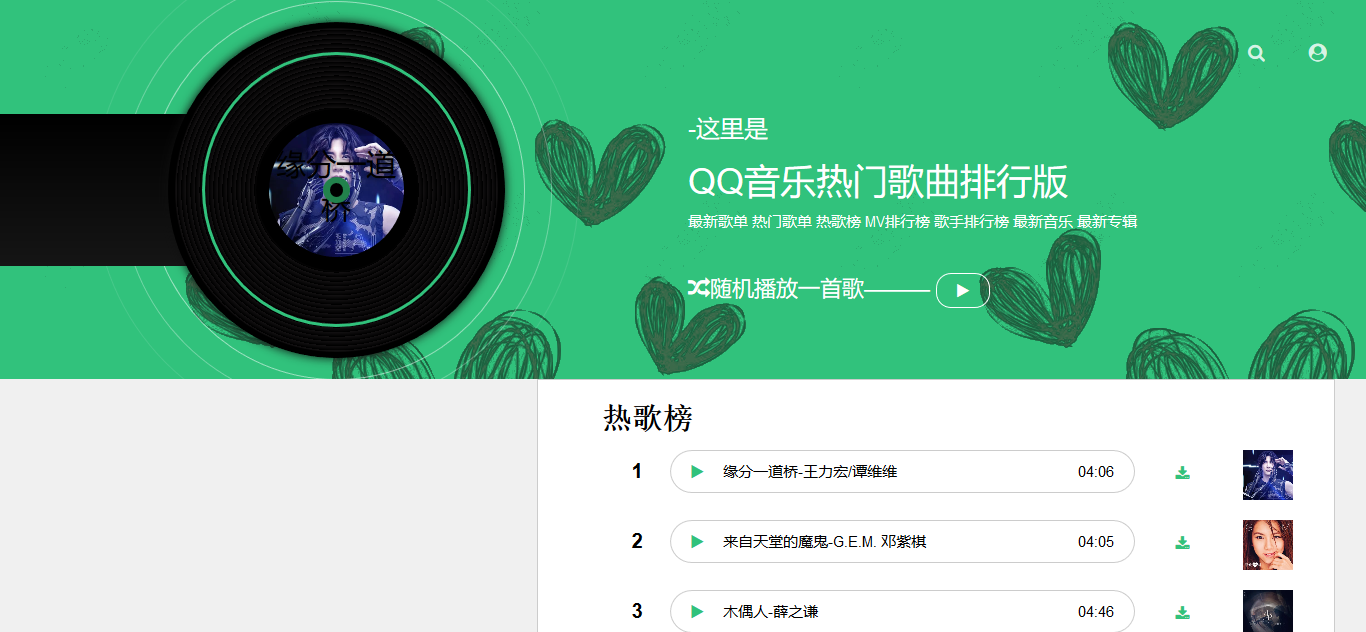 缘分一道
桥
-这里是
QQ音乐热门歌曲排行版
最新歌单 热门歌单 热歌榜 MV排行榜 歌手排行榜 最新音乐 最新专辑
随机播放一首歌———
热歌榜
1 缘分一道桥-王力宏/谭维维 04:06
2 来自天堂的魔鬼-G.E.M. 邓紫棋 04:05
3 木偶人-薛之谦 04:46